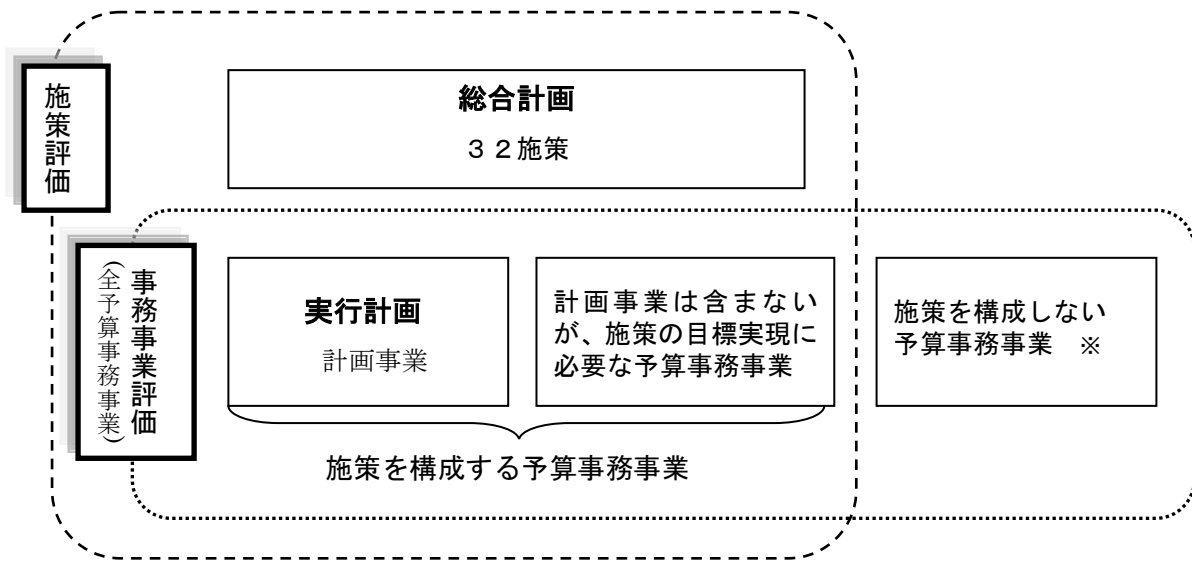 施策評価
総合計画
３２施策
事務事業評価
（全予算事務事業）
実行計画
計画事業
計画事業は含まない
が、施策の目標実現に
必要な予算事務事業
施策を構成しない
予算事務事業　※
施策を構成する予算事務事業